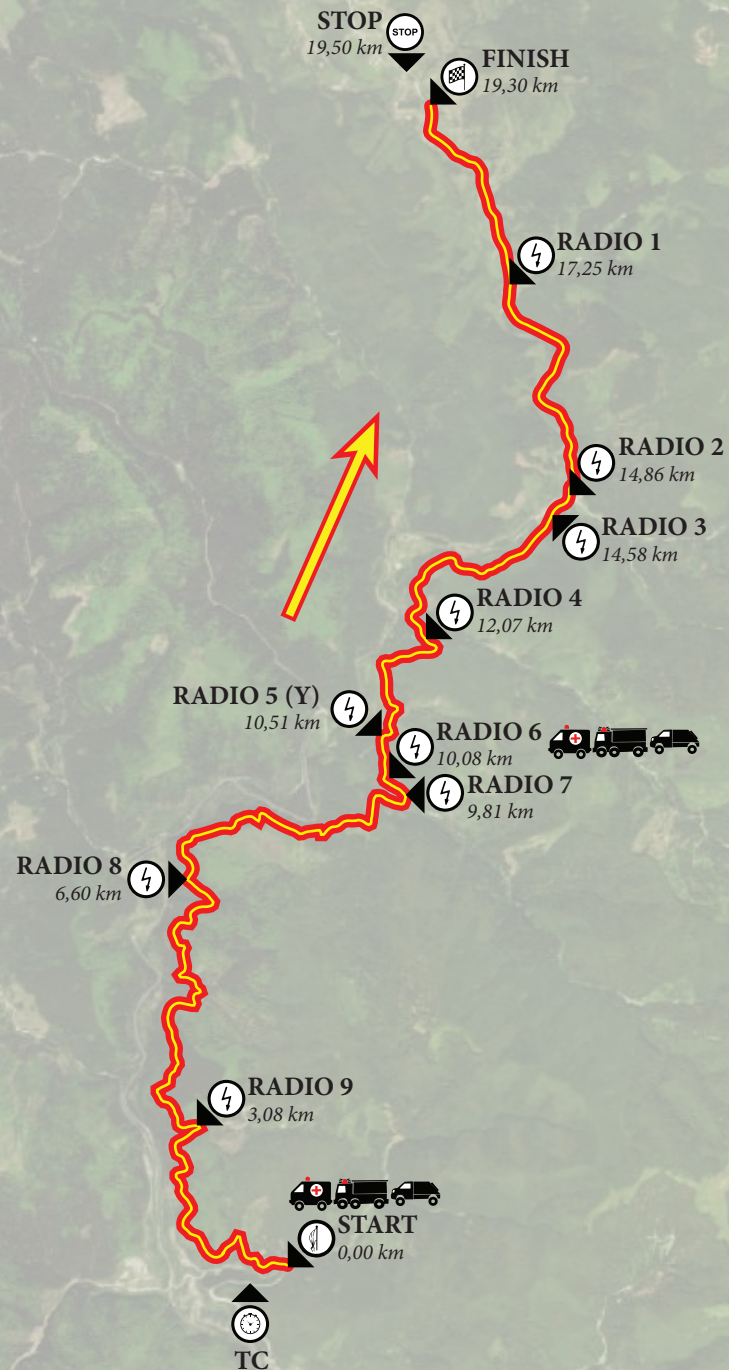 STOP
STOP
19,50 km
FINISH
19,30 km
RADIO 1
17,25 km
RADIO 2
14,86 km
RADIO 3
14,58 km
RADIO 4
12,07 km
RADIO 5 (Y)
10,51 km
RADIO 6
10,08 km
RADIO 7
9,81 km
RADIO 8
6,60 km
RADIO 9
3,08 km
START
0,00 km
TC